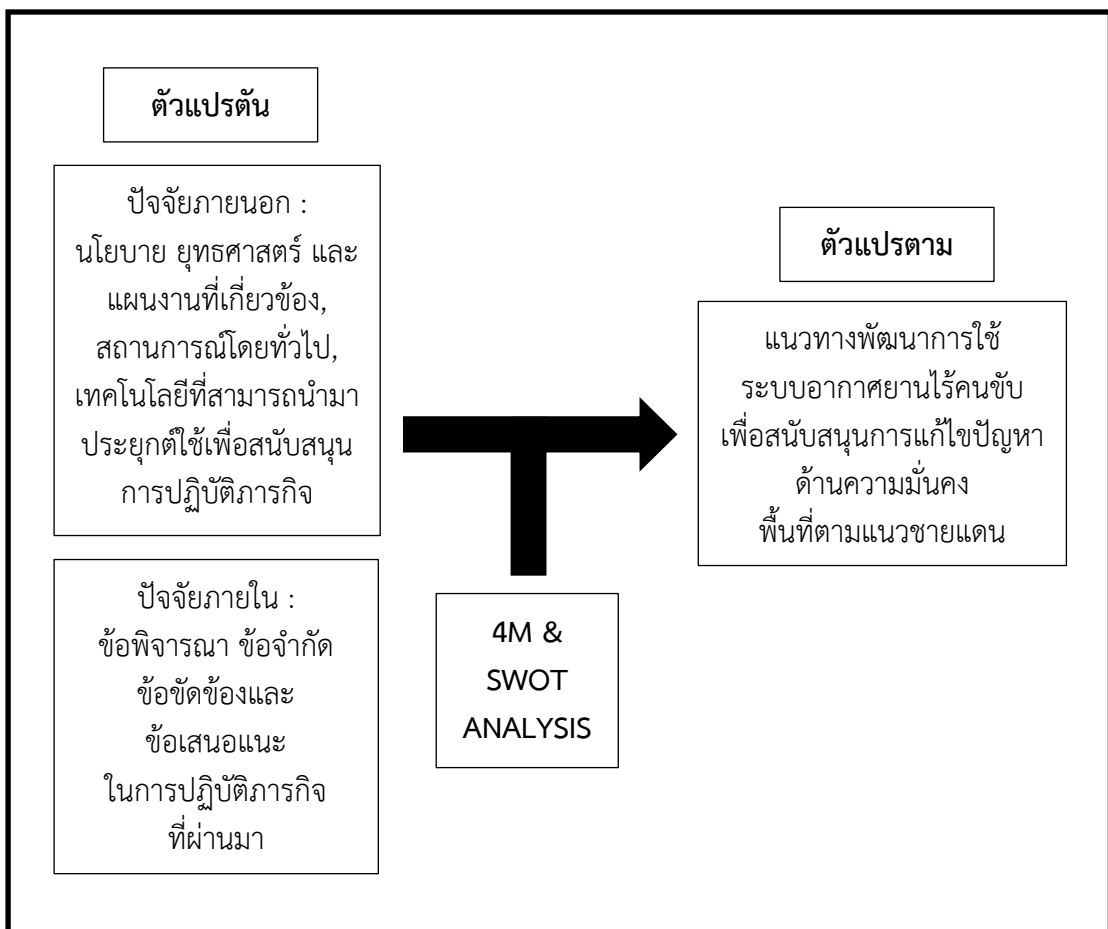 ตัวแปรต้น
ปัจจัยภายนอก :
นโยบาย ยุทธศาสตร์ และ
แผนงานที่เกี่ยวข้อง,
สถานการณ์โดยทั่วไป,
เทคโนโลยีที่สามารถนำมา
ประยุกต์ใช้เพื่อสนับสนุน
การปฏิบัติภารกิจ
ปัจจัยภายใน :
ข้อพิจารณา ข้อจำกัด
ข้อขัดข้องและ
ข้อเสนอแนะ
ในการปฏิบัติภารกิจ
ที่ผ่านมา
4M &
SWOT
ANALYSIS
ตัวแปรตาม
แนวทางพัฒนาการใช้
ระบบอากาศยานไร้คนขับ
เพื่อสนับสนุนการแก้ไขปัญหา
ด้านความมั่นคง
พื้นที่ตามแนวชายแดน